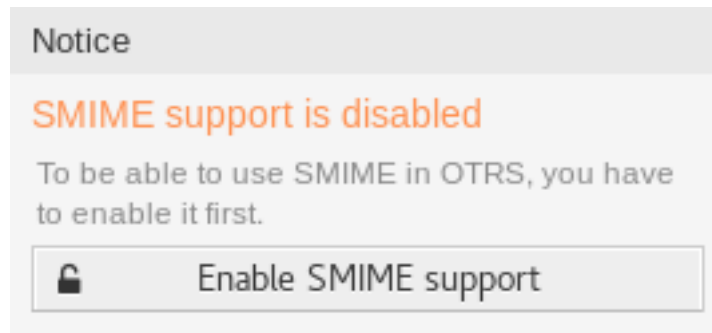 Notice
SMIME support is disabled
To be able to use SMIME in OTRS, you have
to enable it first.
Enable SMIME support